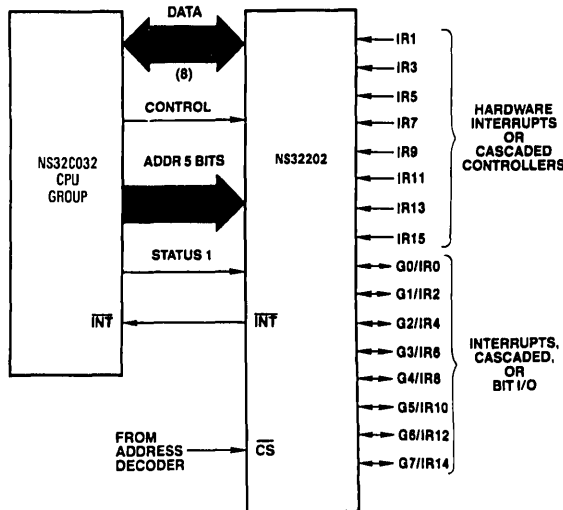 DATA
(8)
CONTROL
ADDR 5 BITS
STATUS 1
NS32C032
CPU
GROUP
INT
NS32202
INT
FROM
ADDRESS
DECODER
CS
IR1
IR3
IR5
IR7
IR9
IR11
IR13
IR15
G0/IR0
G1/IR2
G2/IR4
G3/IR6
G4/IR8
G5/IR10
G6/IR12
G7/IR14
HARDWARE
INTERRUPTS
OR
CASCADED
CONTROLLERS
INTERRUPTS,
CASCADED,
OR
BIT I/O